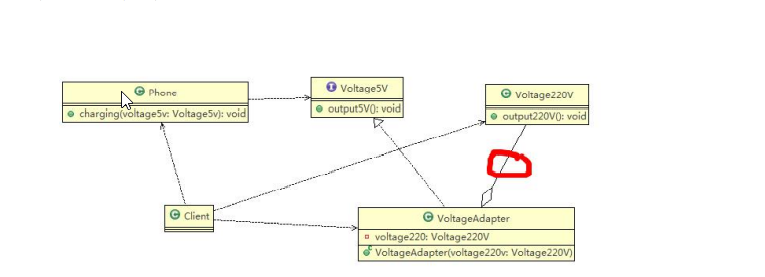 Phone
charging(voltage5v: Voltage5v): void
Voltage5V
output5V(): void
Voltage220V
output220V(): void
Client
VoltageAdapter
voltage220: Voltage220V
VoltageAdapter(voltage220v: Voltage220V)